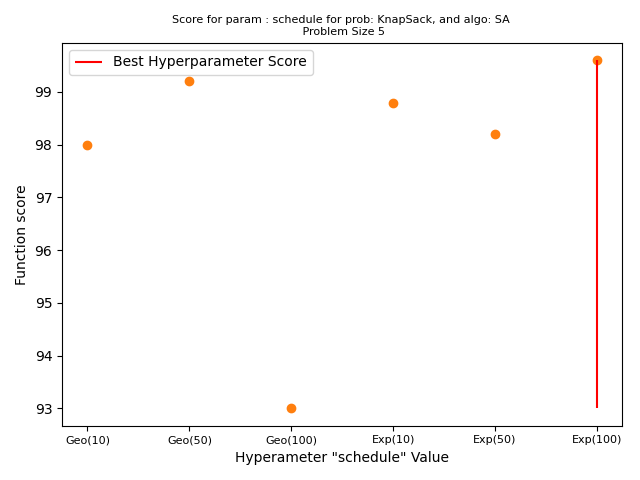 Score for param : schedule for prob: KnapSack, and algo: SA
Problem Size 5
Best Hyperparameter Score
Function score
99
98
97
96
95
94
93
Geo(10) Geo(50) Geo(100) Exp(10) Exp(50) Exp(100)
Hyperameter "schedule" Value